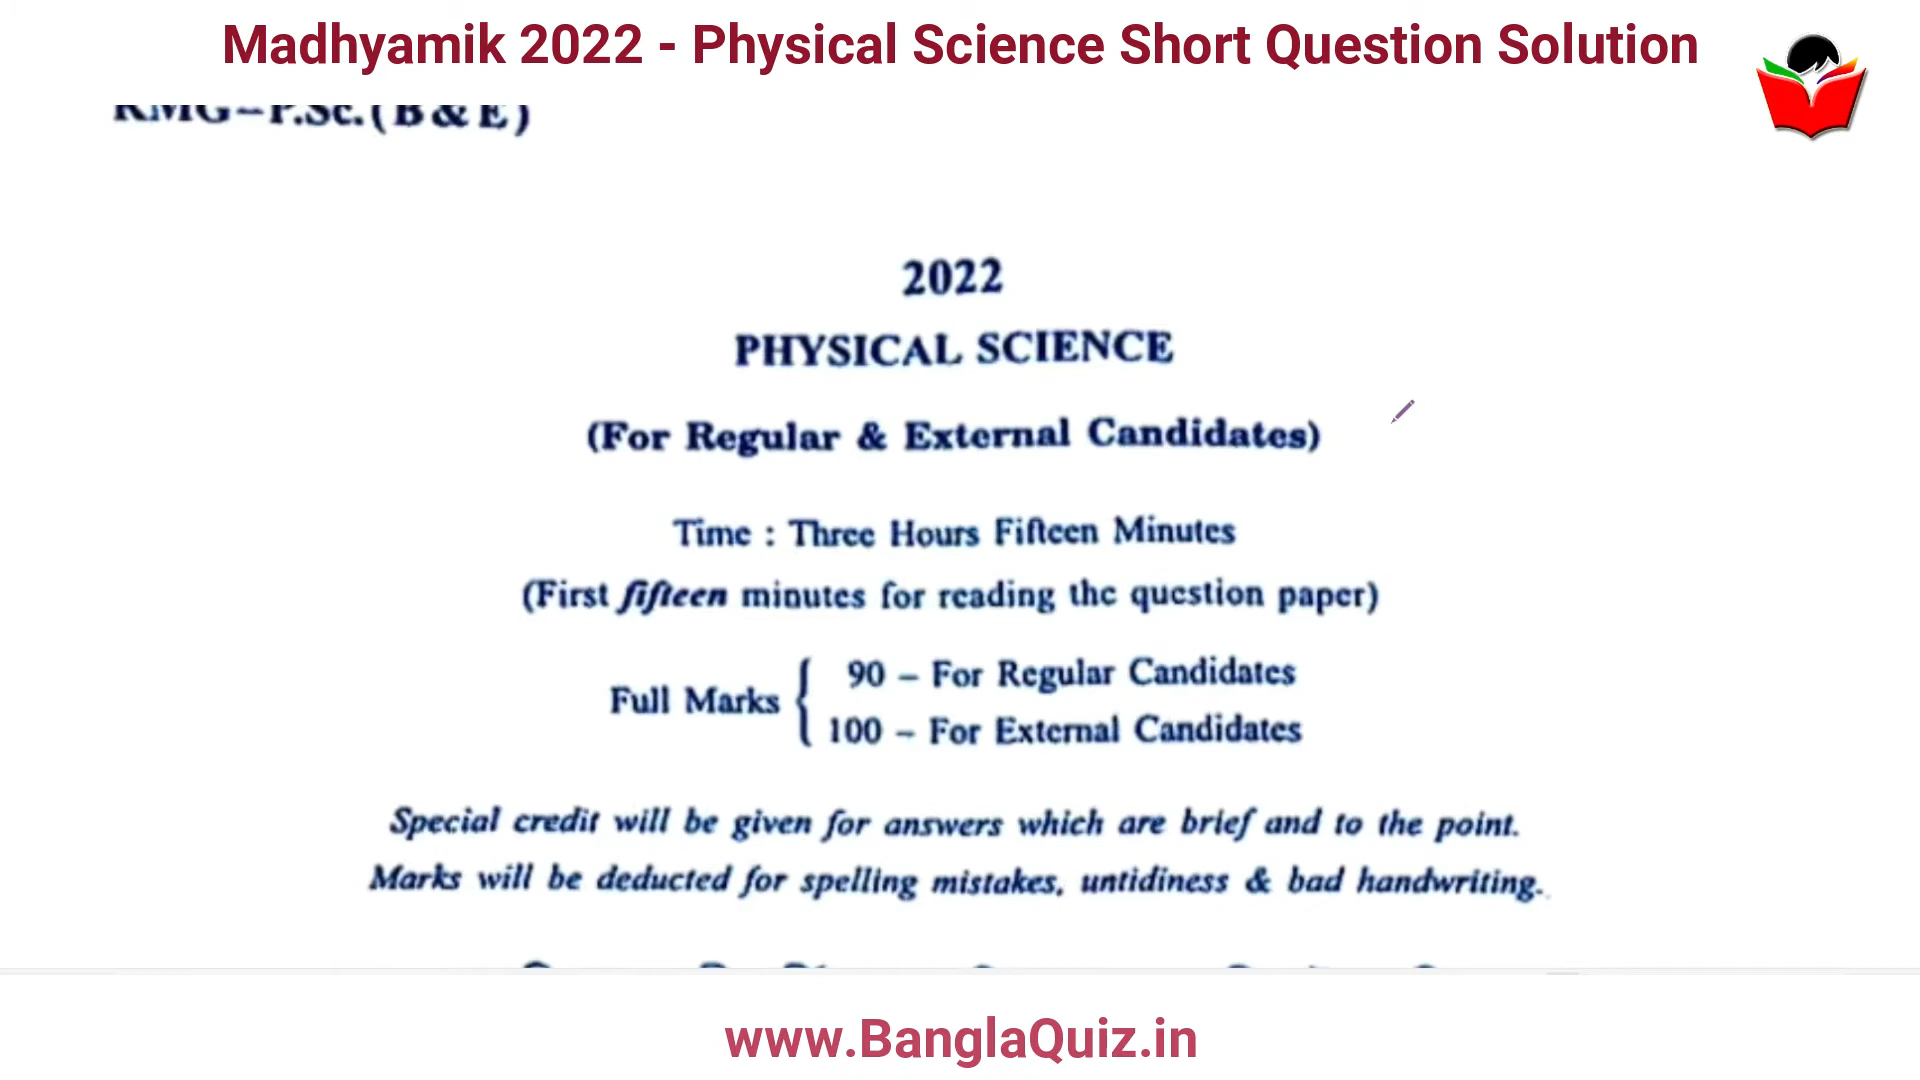 Madhyamik 2022 - Physical Science Short Question Solution
RMG–P.Sc.(B & E)
2022
PHYSICAL SCIENCE
(For Regular & External Candidates)
Time : Three Hours Fifteen Minutes
(First fifteen minutes for reading the question paper)
Full Marks { 90 – For Regular Candidates
100 – For External Candidates
Special credit will be given for answers which are brief and to the point.
Marks will be deducted for spelling mistakes, untidiness & bad handwriting.
www.BanglaQuiz.in